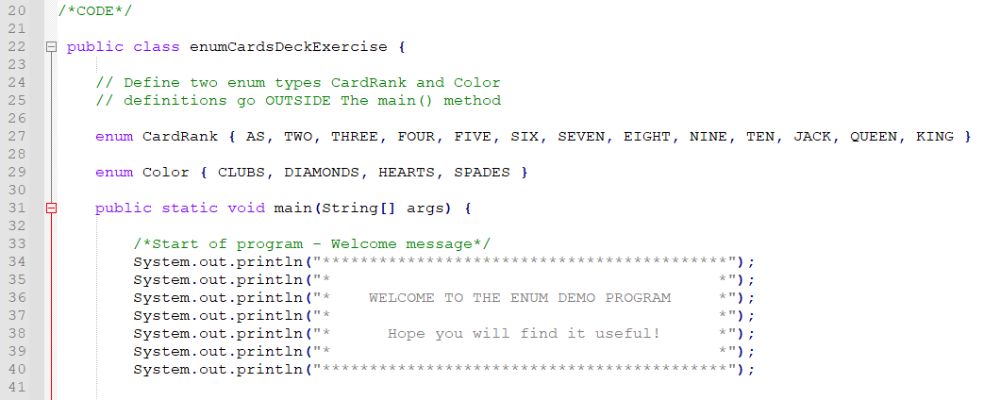 20 /*CODE*/
21
22 public class enumCardsDeckExercise {
23
24 // Define two enum types CardRank and Color
25 // definitions go OUTSIDE The main() method
26
27 enum CardRank { AS, TWO, THREE, FOUR, FIVE, SIX, SEVEN, EIGHT, NINE, TEN, JACK, QUEEN, KING }
28
29 enum Color { CLUBS, DIAMONDS, HEARTS, SPADES }
30
31 public static void main(String[] args) {
32
33 /*Start of program - Welcome message*/
34 System.out.println("*******************************************");
35 System.out.println("*                                         *");
36 System.out.println("*    WELCOME TO THE ENUM DEMO PROGRAM     *");
37 System.out.println("*                                         *");
38 System.out.println("*      Hope you will find it useful!      *");
39 System.out.println("*                                         *");
40 System.out.println("*******************************************");
41